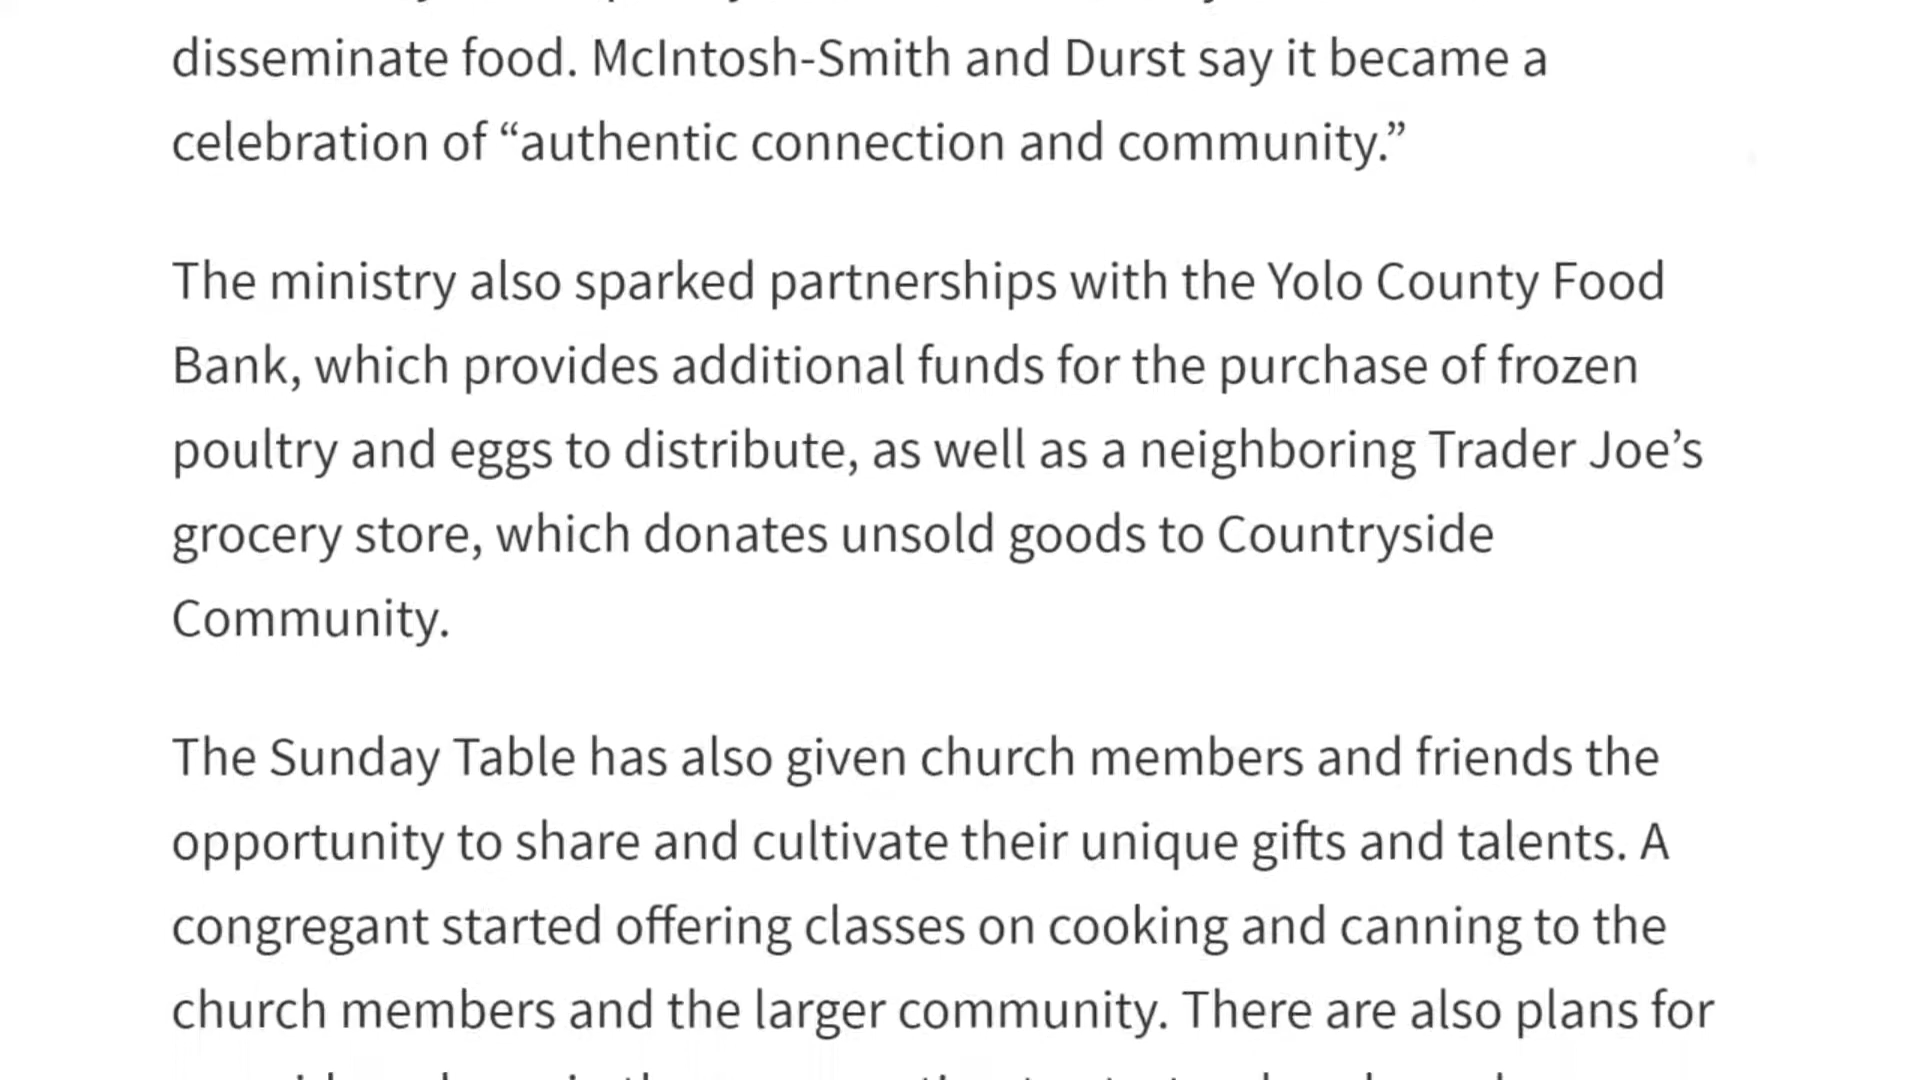 disseminate food. McIntosh-Smith and Durst say it became a
celebration of “authentic connection and community.”
The ministry also sparked partnerships with the Yolo County Food
Bank, which provides additional funds for the purchase of frozen
poultry and eggs to distribute, as well as a neighboring Trader Joe’s
grocery store, which donates unsold goods to Countryside
Community.
The Sunday Table has also given church members and friends the
opportunity to share and cultivate their unique gifts and talents. A
congregant started offering classes on cooking and canning to the
church members and the larger community. There are also plans for